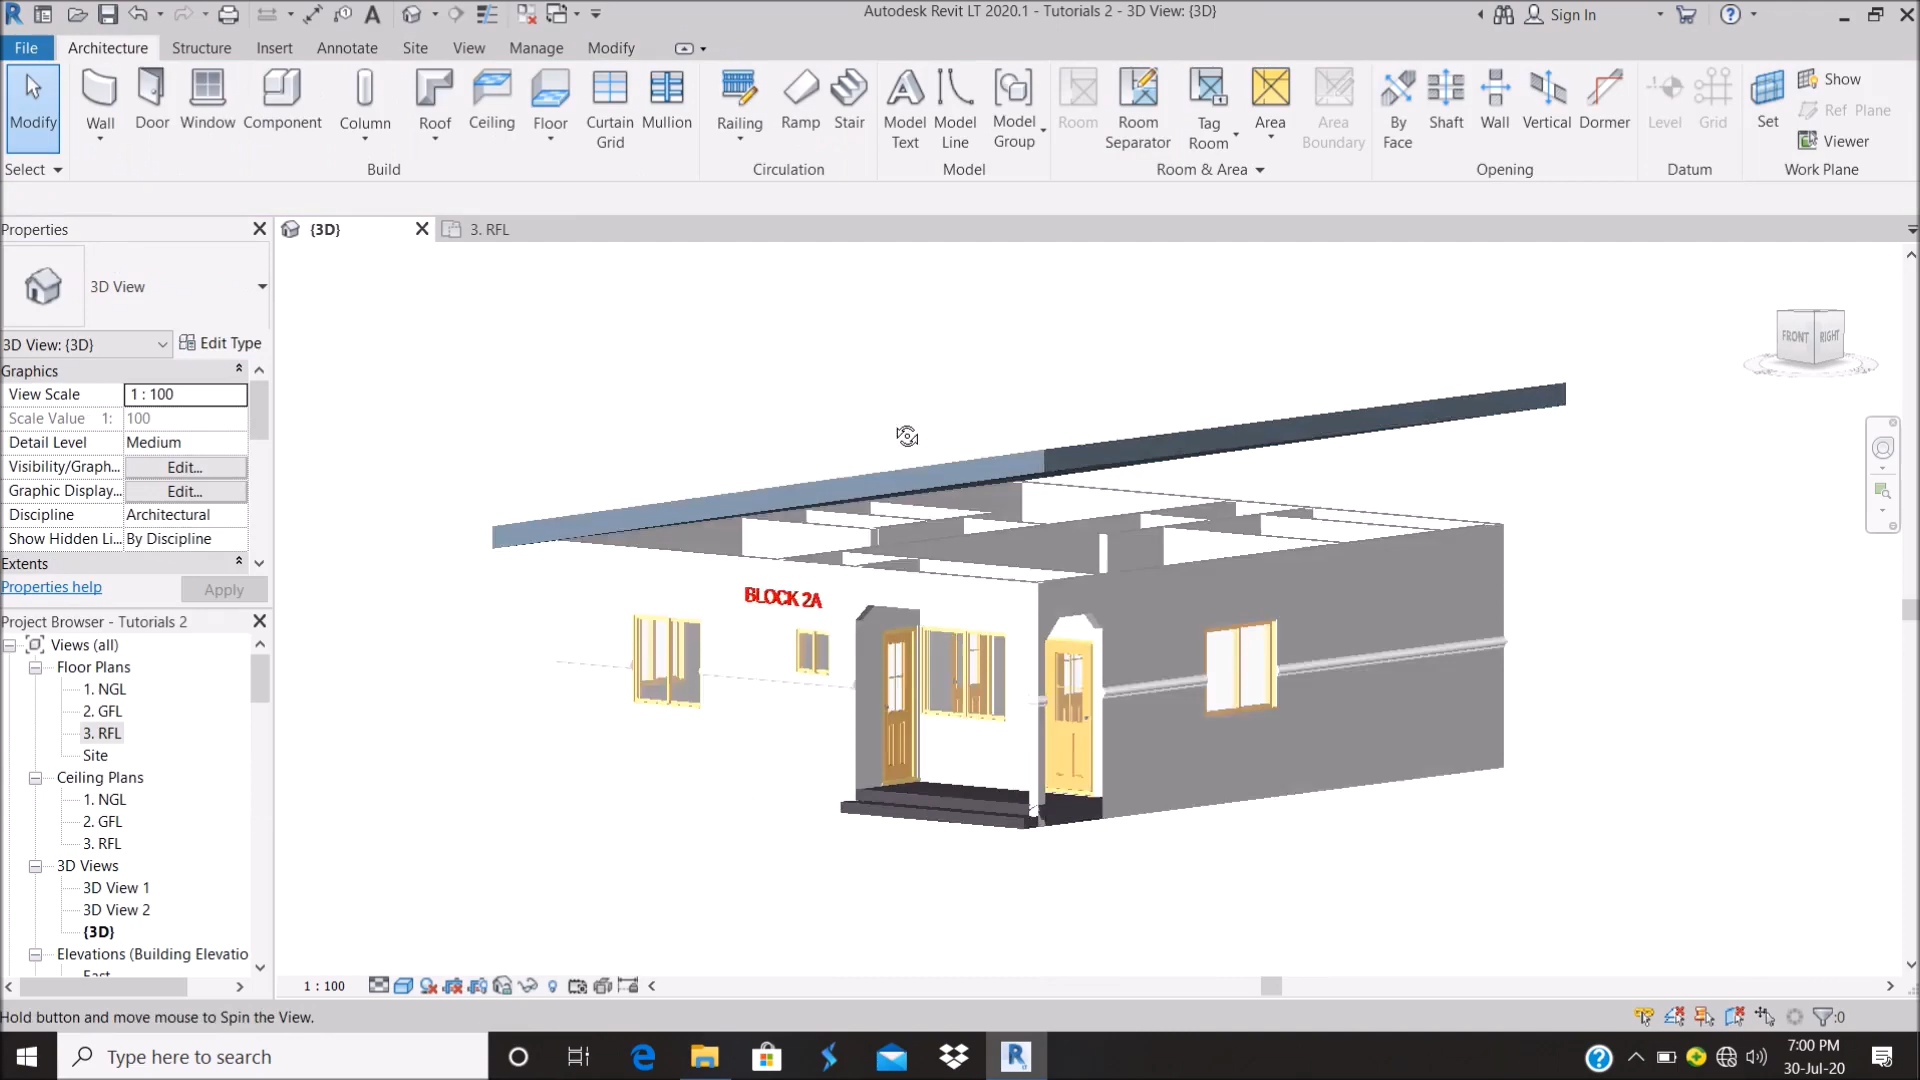 Autodesk Revit LT 2020.1 - Tutorials 2 - 3D View: {3D}
Sign In
File Architecture Structure Insert Annotate Site View Manage Modify
Modify
Wall
Door
Window
Component
Column
Roof
Ceiling
Floor
Curtain
Grid
Mullion
Railing
Ramp
Stair
Model
Text
Model
Line
Model
Group
Room
Room
Separator
Tag
Room
Area
Area
Boundary
By
Face
Shaft
Wall
Vertical
Dormer
Level
Grid
Set
Show
Ref Plane
Viewer
Select
Build
Circulation
Model
Room & Area
Opening
Datum
Work Plane
Properties
{3D}
3. RFL
3D View
3D View: {3D}
Edit Type
Graphics
View Scale 1 : 100
Scale Value 1: 100
Detail Level Medium
Visibility/Graph... Edit...
Graphic Display... Edit...
Discipline Architectural
Show Hidden Li... By Discipline
Extents
Properties help
Apply
Project Browser - Tutorials 2
Views (all)
Floor Plans
1. NGL
2. GFL
3. RFL
Site
Ceiling Plans
1. NGL
2. GFL
3. RFL
3D Views
3D View 1
3D View 2
{3D}
Elevations (Building Elevatio
East
FRONT
RIGHT
BLOCK 2A
1 : 100
Hold button and move mouse to Spin the View.
:0
Type here to search
7:00 PM
30-Jul-20